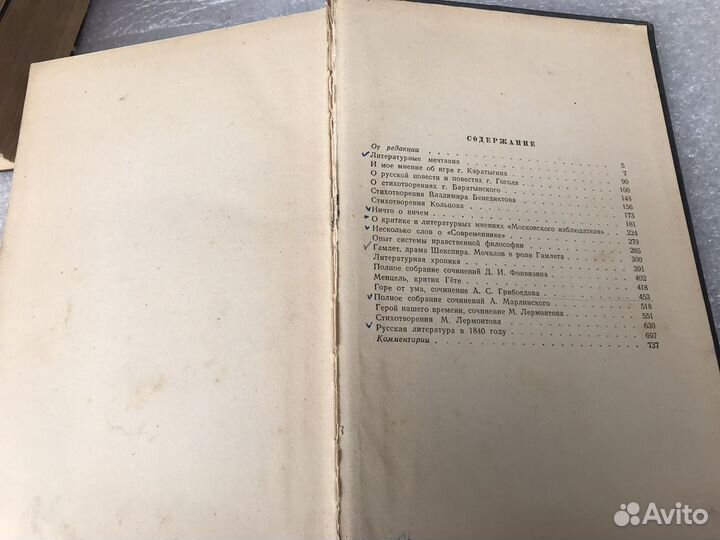 СОДЕРЖАНИЕ
От редакции . . . . . . . . . . 5
Литературные мечтания . . . . . . . . . . 7
И мое мнение об игре г. Каратыгина . . . . . . . . 90
О русской повести и повестях г. Гоголя . . . . . . . 100
О стихотворениях г. Баратынского . . . . . . . . 148
Стихотворения Владимира Бенедиктова . . . . . . . 156
Стихотворения Кольцова . . . . . . . . . 173
Ничто о ничем . . . . . . . . . . 181
О критике и литературных мнениях «Московского наблюдателя» . 224
Несколько слов о «Современнике» . . . . . . . . 279
Опыт системы нравственной философии . . . . . . . 285
Гамлет, драма Шекспира. Мочалов в роли Гамлета . . . . 300
Литературная хроника . . . . . . . . . 391
Полное собрание сочинений Д. И. Фонвизина . . . . . 402
Менцель, критик Гёте . . . . . . . . . 418
Горе от ума, сочинение А. С. Грибоедова . . . . . . 453
Полное собрание сочинений А. Марлинского . . . . . 518
Герой нашего времени, сочинение М. Лермонтова . . . . 551
Стихотворения М. Лермонтова . . . . . . . . 630
Русская литература в 1840 году . . . . . . . . 697
Комментарии . . . . . . . . . . 737
Avito